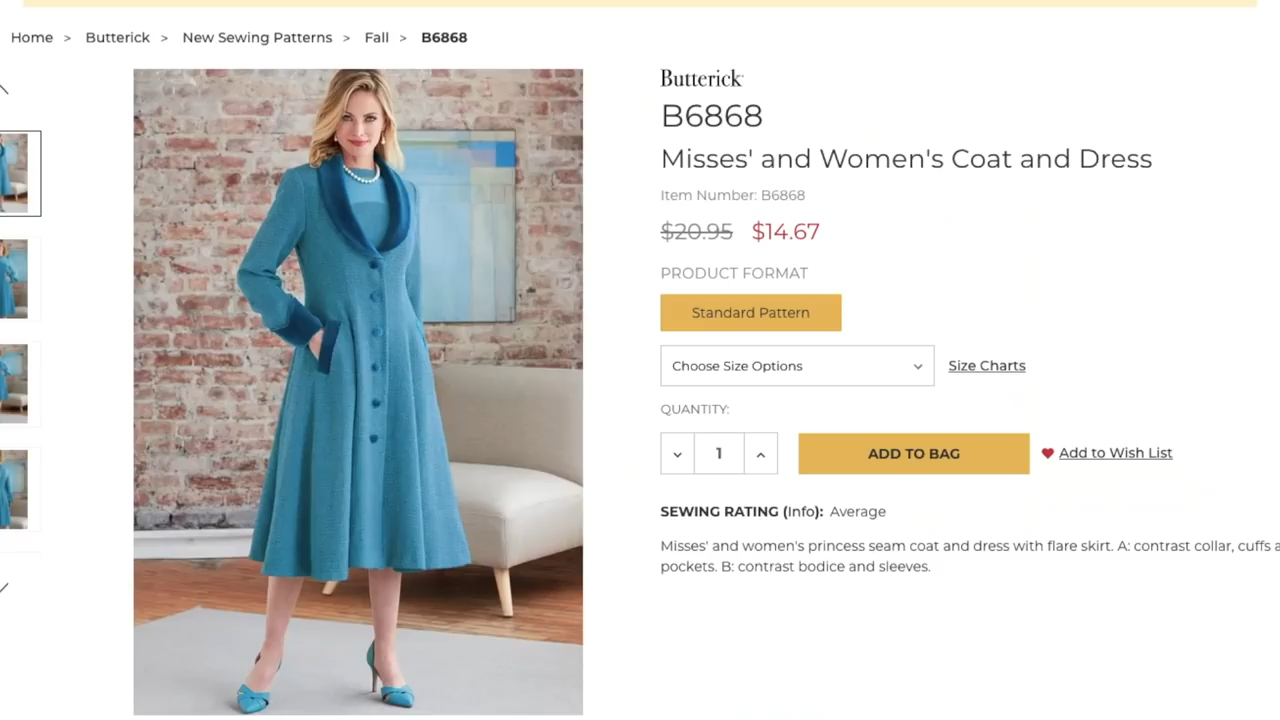 Home > Butterick > New Sewing Patterns > Fall > B6868
Butterick
B6868
Misses' and Women's Coat and Dress
Item Number: B6868
$20.95 $14.67
PRODUCT FORMAT
Standard Pattern
Choose Size Options Size Charts
QUANTITY:
1 ADD TO BAG Add to Wish List
SEWING RATING (Info): Average
Misses' and women's princess seam coat and dress with flare skirt. A: contrast collar, cuffs a
pockets. B: contrast bodice and sleeves.